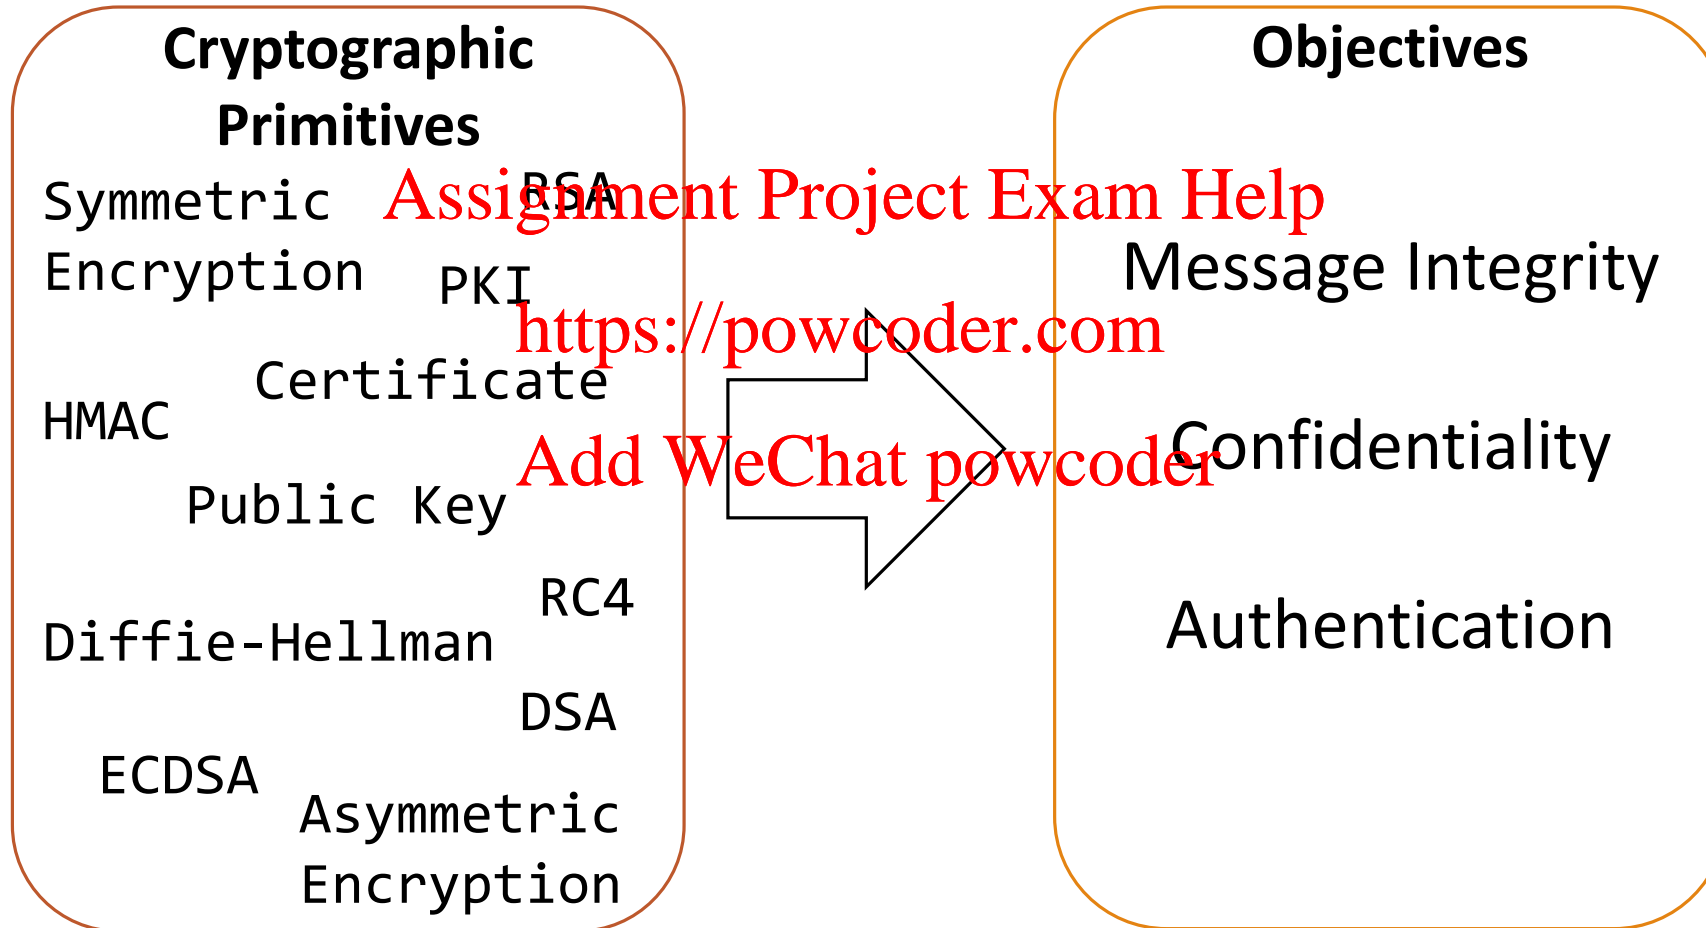 Cryptographic
Primitives
Symmetric
Encryption
RSA
PKI
Certificate
HMAC
Public Key
RC4
Diffie-Hellman
DSA
ECDSA
Asymmetric
Encryption
Assignment Project Exam Help
https://powcoder.com
Add WeChat powcoder
Objectives
Message Integrity
Confidentiality
Authentication